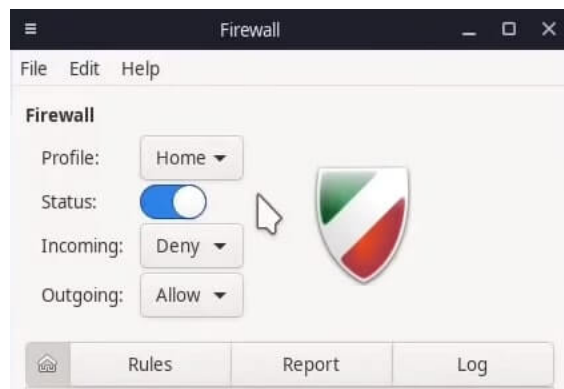 Firewall
File Edit Help
Firewall
Profile: Home
Status:
Incoming: Deny
Outgoing: Allow
Rules Report Log